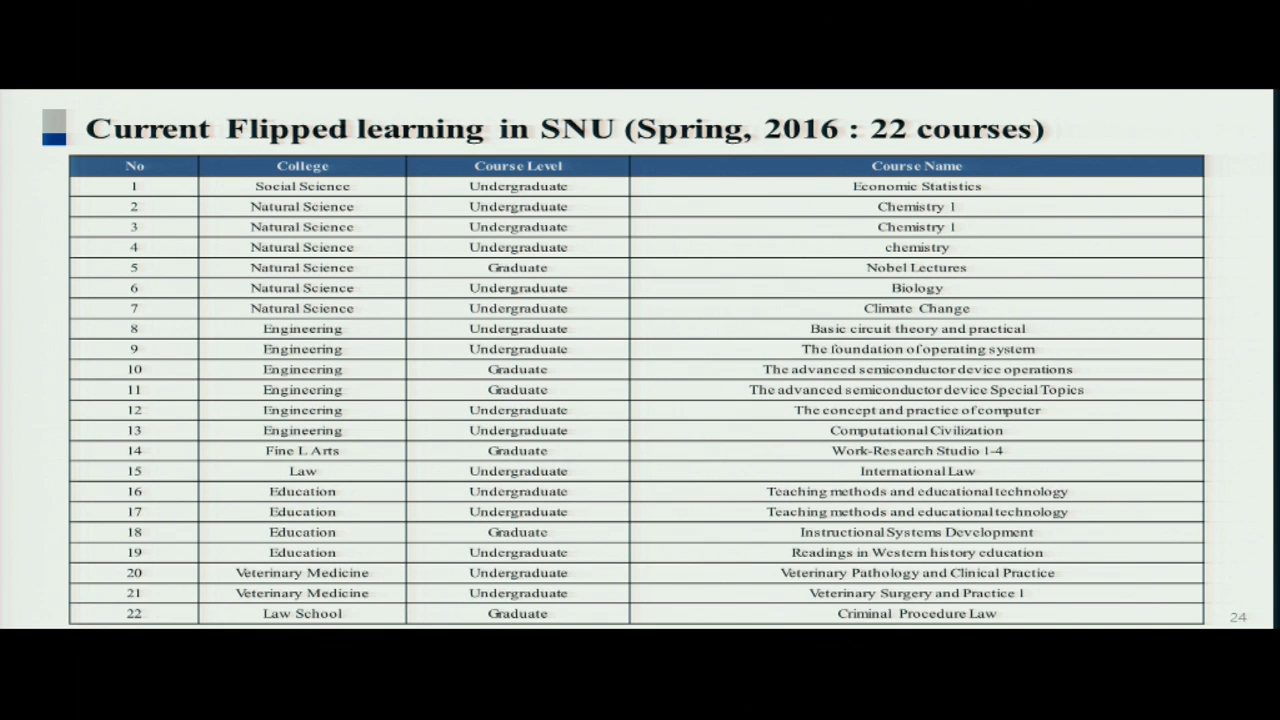 Current Flipped learning in SNU (Spring, 2016 : 22 courses)
No College Course Level Course Name
1 Social Science Undergraduate Economic Statistics
2 Natural Science Undergraduate Chemistry 1
3 Natural Science Undergraduate Chemistry 1
4 Natural Science Undergraduate chemistry
5 Natural Science Graduate Nobel Lectures
6 Natural Science Undergraduate Biology
7 Natural Science Undergraduate Climate Change
8 Engineering Undergraduate Basic circuit theory and practical
9 Engineering Undergraduate The foundation of operating system
10 Engineering Graduate The advanced semiconductor device operations
11 Engineering Graduate The advanced semiconductor device Special Topics
12 Engineering Undergraduate The concept and practice of computer
13 Engineering Undergraduate Computational Civilization
14 Fine L Arts Graduate Work-Research Studio 1-4
15 Law Undergraduate International Law
16 Education Undergraduate Teaching methods and educational technology
17 Education Undergraduate Teaching methods and educational technology
18 Education Graduate Instructional Systems Development
19 Education Undergraduate Readings in Western history education
20 Veterinary Medicine Undergraduate Veterinary Pathology and Clinical Practice
21 Veterinary Medicine Undergraduate Veterinary Surgery and Practice 1
22 Law School Graduate Criminal Procedure Law
24